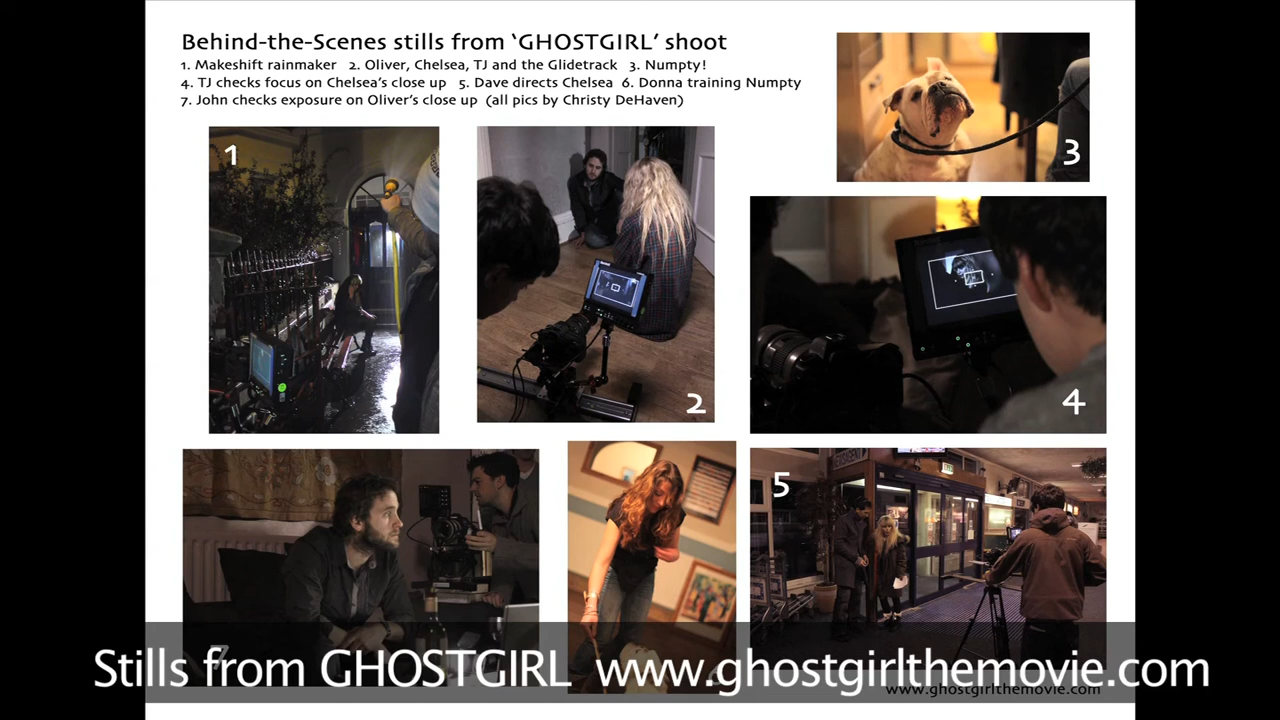 Behind-the-Scenes stills from ‘GHOSTGIRL’ shoot
1. Makeshift rainmaker 2. Oliver, Chelsea, TJ and the Glidetrack 3. Numpty!
4. TJ checks focus on Chelsea's close up 5. Dave directs Chelsea 6. Donna training Numpty
7. John checks exposure on Oliver's close up (all pics by Christy DeHaven)
1
2
3
4
5
EXIT
Stills from GHOSTGIRL www.ghostgirlthemovie.com
www.ghostgirlthemovie.com